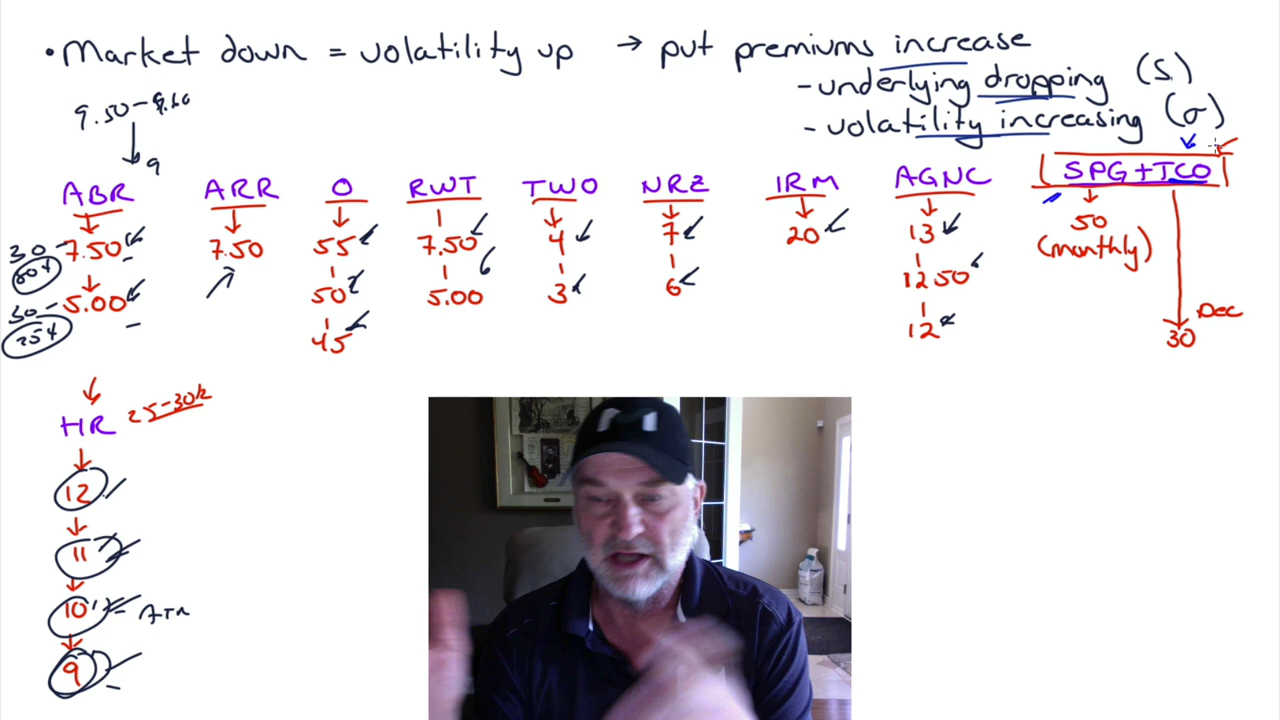 • Market down = volatility up → put premiums increase
- underlying dropping (S)
- volatility increasing (σ)
9.50-9.60
9
ABR ARR O RWT TWO NRZ IRM AGNC SPG+TCO
30-7.50 7.50 55 7.50 4 7 20 13 50
(monthly)
5.00 50 5.00 3 6 12 50
30-
25¢
45 12
Dec
30
HR 25-30%
12
11
10
9